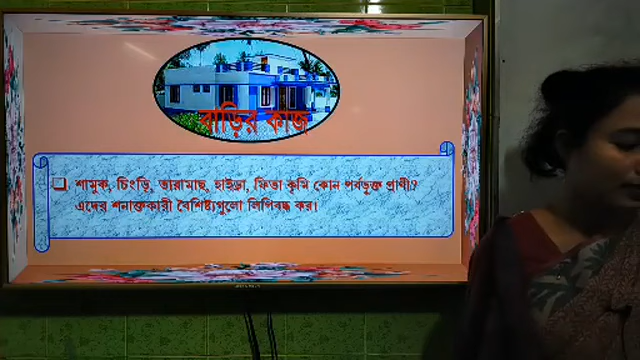 বাড়ির কাজ
❑ শামুক, চিংড়ি, তারামাছ, হাইড্রা, ফিতা কৃমি কোন পর্বভুক্ত প্রাণী?
এদের শনাক্তকারী বৈশিষ্ট্যগুলো লিপিবদ্ধ কর।